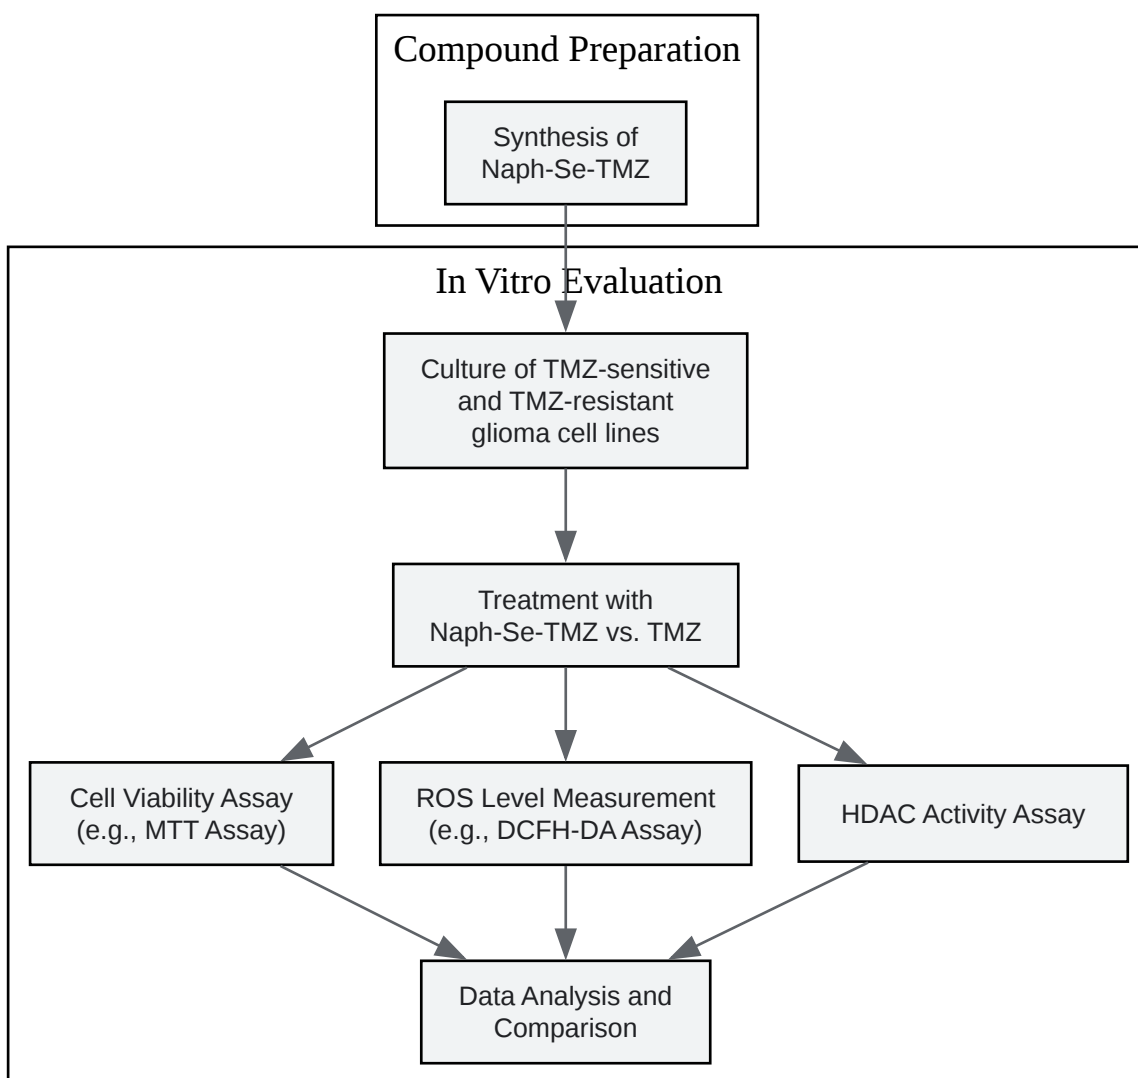 Compound Preparation
Synthesis of
Naph-Se-TMZ
In Vitro Evaluation
Culture of TMZ-sensitive
and TMZ-resistant
glioma cell lines
Treatment with
Naph-Se-TMZ vs. TMZ
Cell Viability Assay
(e.g., MTT Assay)
ROS Level Measurement
(e.g., DCFH-DA Assay)
HDAC Activity Assay
Data Analysis and
Comparison